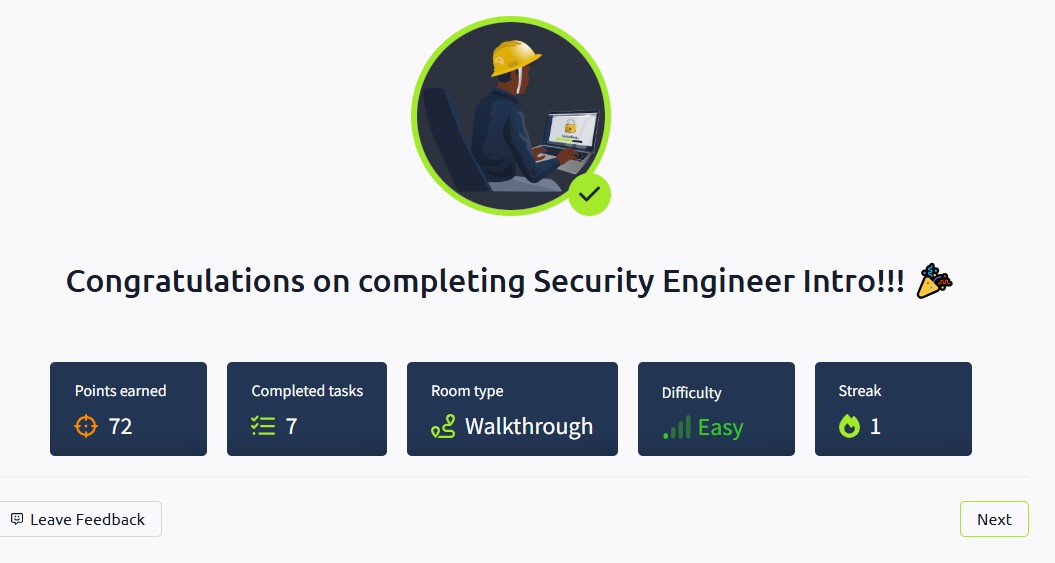 Congratulations on completing Security Engineer Intro!!! 🎉
Points earned
72
Completed tasks
7
Room type
Walkthrough
Difficulty
Easy
Streak
1
Leave Feedback
Next